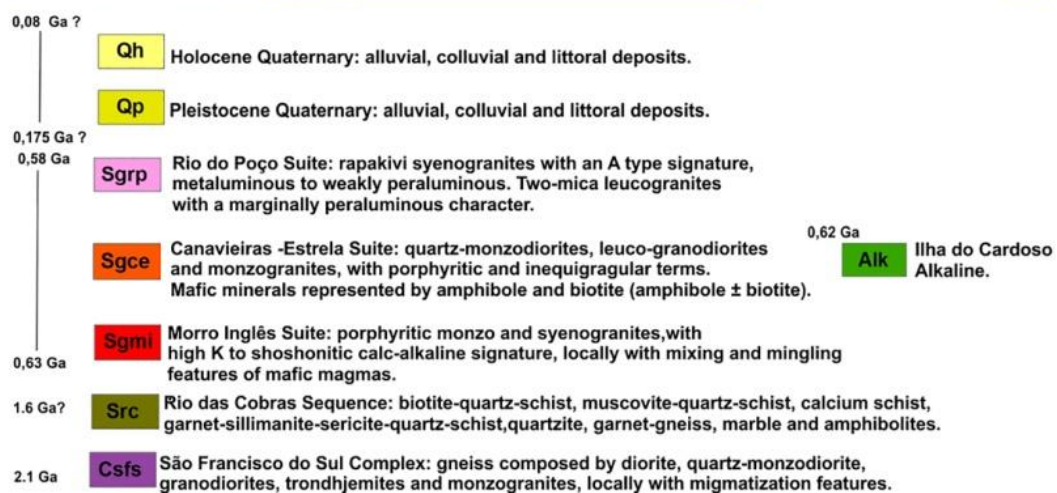 0,08 Ga ?
Qh Holocene Quaternary: alluvial, colluvial and littoral deposits.
Qp Pleistocene Quaternary: alluvial, colluvial and littoral deposits.
0,175 Ga ?
0,58 Ga
Sgrp Rio do Poço Suite: rapakivi syenogranites with an A type signature,
metaluminous to weakly peraluminous. Two-mica leucogranites
with a marginally peraluminous character.
Sgce Canavieiras -Estrela Suite: quartz-monzodiorites, leuco-granodiorites
and monzogranites, with porphyritic and inequigragular terms.
Mafic minerals represented by amphibole and biotite (amphibole ± biotite).
0,62 Ga
Alk Ilha do Cardoso
Alkaline.
Sgmi Morro Inglês Suite: porphyritic monzo and syenogranites,with
high K to shoshonitic calc-alkaline signature, locally with mixing and mingling
features of mafic magmas.
0,63 Ga
1.6 Ga? Src Rio das Cobras Sequence: biotite-quartz-schist, muscovite-quartz-schist, calcium schist,
garnet-sillimanite-sericite-quartz-schist,quartzite, garnet-gneiss, marble and amphibolites.
2.1 Ga Csfs São Francisco do Sul Complex: gneiss composed by diorite, quartz-monzodiorite,
granodiorites, trondhjemites and monzogranites, locally with migmatization features.